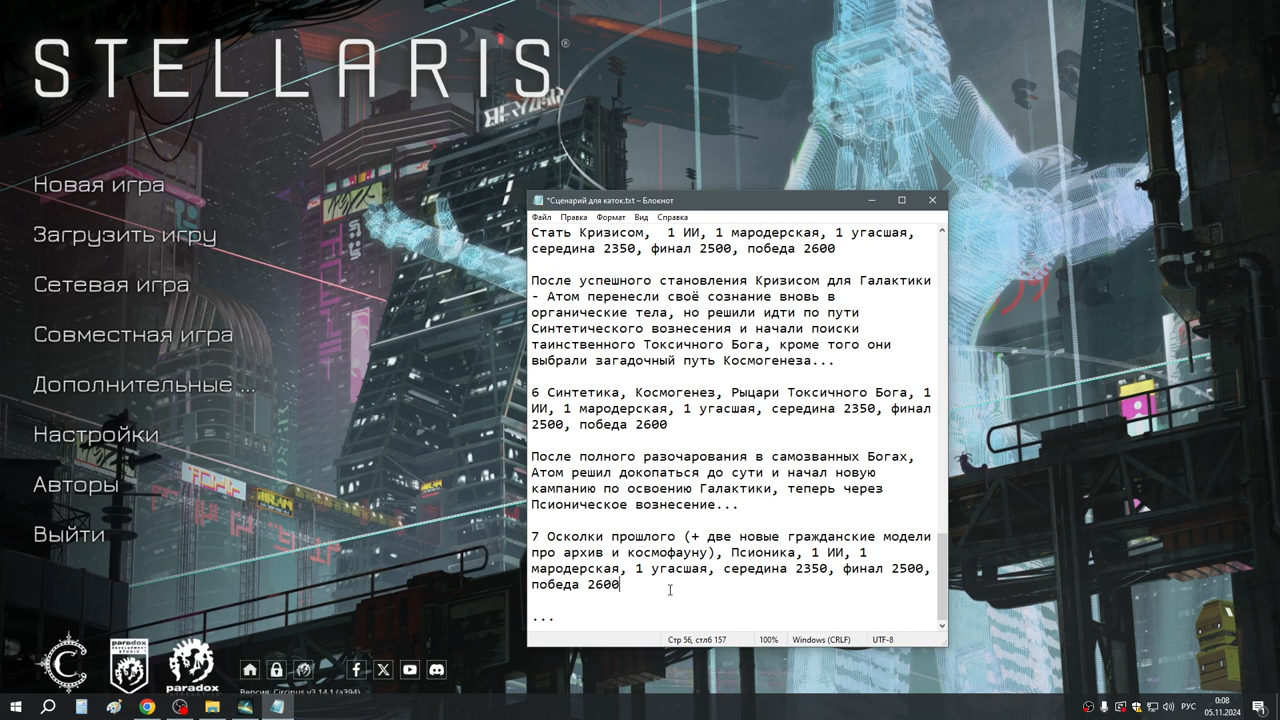 STELLARIS®
Новая игра
Загрузить игру
Сетевая игра
Совместная игра
Дополнительные ...
Настройки
Авторы
Выйти
*Сценарий для каток.txt – Блокнот
Файл Правка Формат Вид Справка
Стать Кризисом,  1 ИИ, 1 мародерская, 1 угасшая,
середина 2350, финал 2500, победа 2600
После успешного становления Кризисом для Галактики
- Атом перенесли своё сознание вновь в
органические тела, но решили идти по пути
Синтетического вознесения и начали поиски
таинственного Токсичного Бога, кроме того они
выбрали загадочный путь Космогенеза...
6 Синтетика, Космогенез, Рыцари Токсичного Бога, 1
ИИ, 1 мародерская, 1 угасшая, середина 2350, финал
2500, победа 2600
После полного разочарования в самозванных Богах,
Атом решил докопаться до сути и начал новую
кампанию по освоению Галактики, теперь через
Псионическое вознесение...
7 Осколки прошлого (+ две новые гражданские модели
про архив и космофауну), Псионика, 1 ИИ, 1
мародерская, 1 угасшая, середина 2350, финал 2500,
победа 2600
...
Стр 56, стлб 157 100% Windows (CRLF) UTF-8
paradox
paradox
Версия: Circinus v3.14.1 (a394)
РУС
0:08
05.11.2024